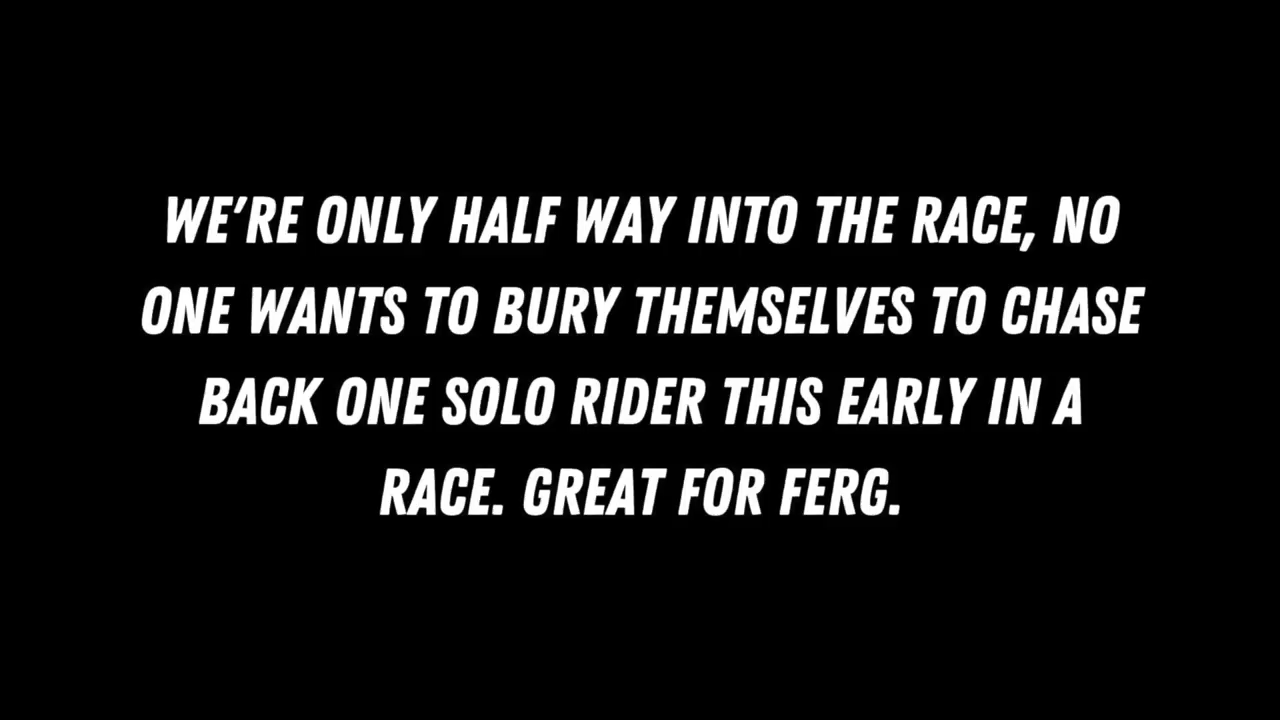 WE'RE ONLY HALF WAY INTO THE RACE, NO
ONE WANTS TO BURY THEMSELVES TO CHASE
BACK ONE SOLO RIDER THIS EARLY IN A
RACE. GREAT FOR FERG.